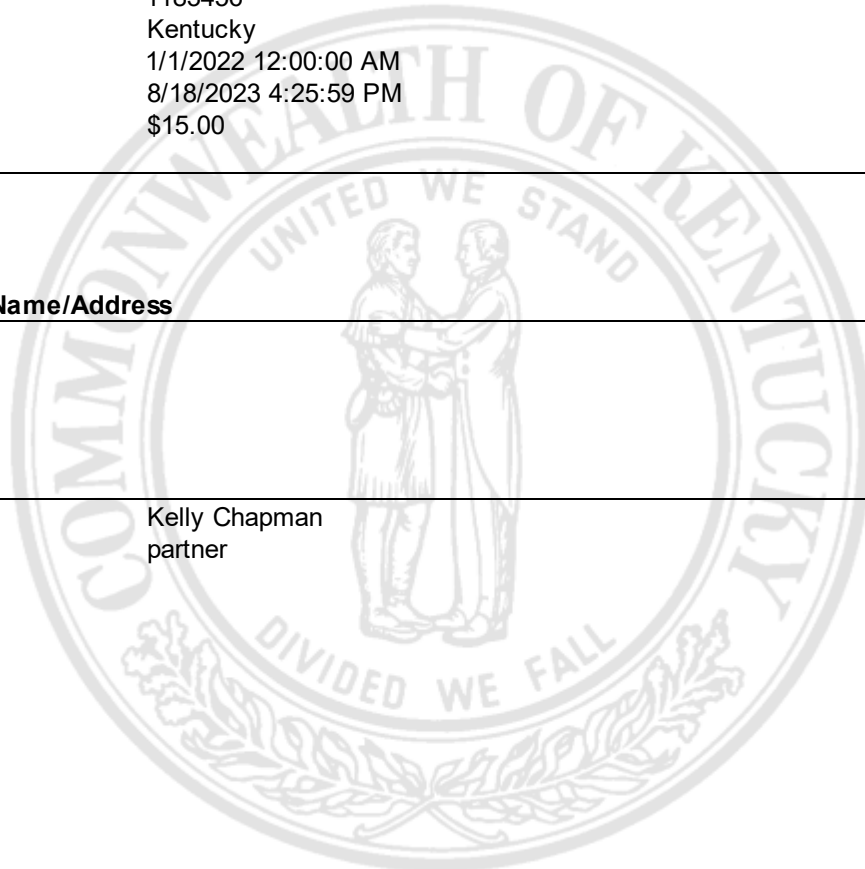 Kentucky
1/1/2022 12:00:00 AM
8/18/2023 4:25:59 PM
$15.00
COMMONWEALTH OF KENTUCKY
UNITED WE STAND
Name/Address
Kelly Chapman
partner
DIVIDED WE FALL